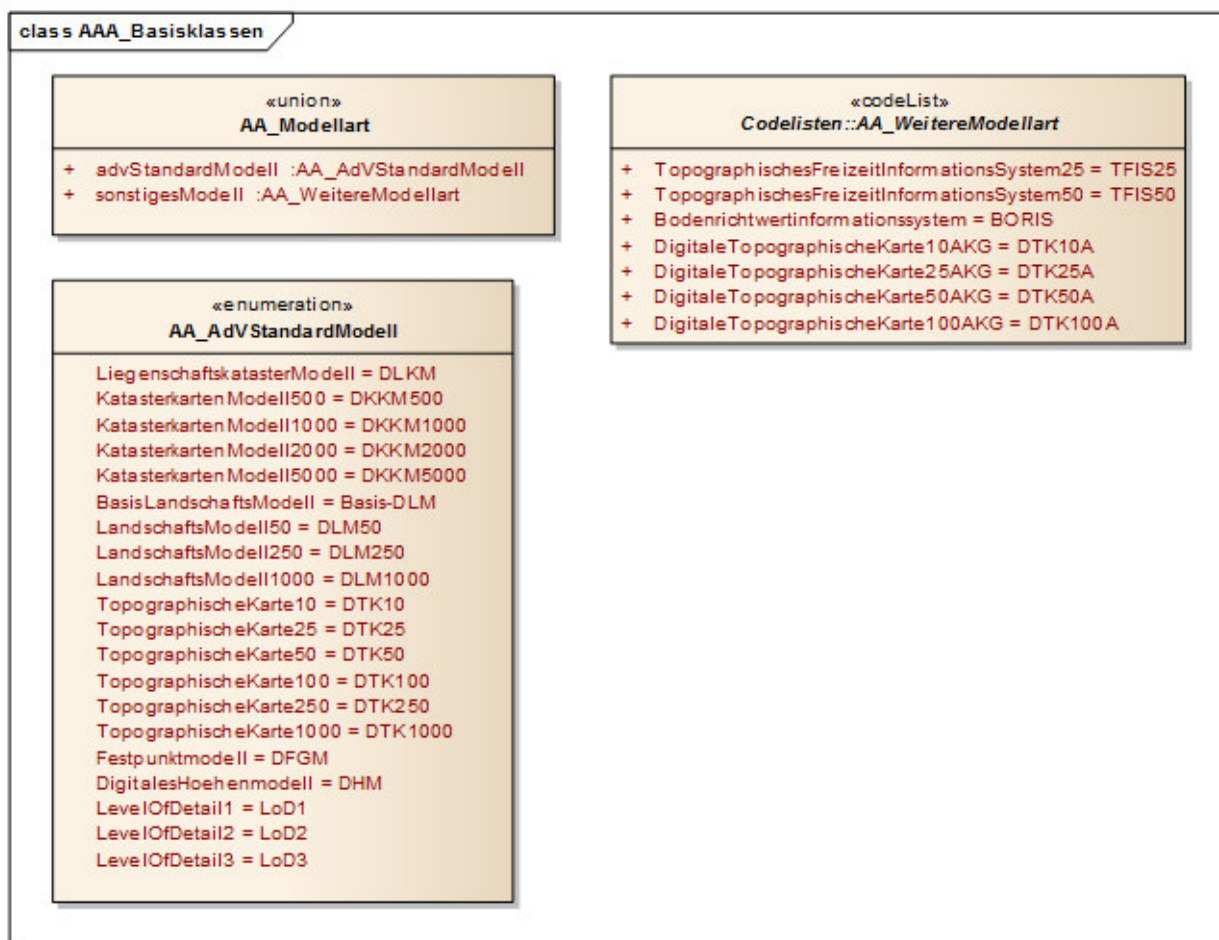 class AAA_Basisklassen
«union»
AA_Modellart
+ advStandardModell :AA_AdVStandardModell
+ sonstigesModell :AA_WeitereModellart
«codeList»
Codelisten::AA_WeitereModellart
+ TopographischesFreizeitInformationsSystem25 = TFIS25
+ TopographischesFreizeitInformationsSystem50 = TFIS50
+ Bodenrichtwertinformationssystem = BORIS
+ DigitaleTopographischeKarte10AKG = DTK10A
+ DigitaleTopographischeKarte25AKG = DTK25A
+ DigitaleTopographischeKarte50AKG = DTK50A
+ DigitaleTopographischeKarte100AKG = DTK100A
«enumeration»
AA_AdVStandardModell
LiegenschaftskatasterModell = DLKM
KatasterkartenModell500 = DKKM500
KatasterkartenModell1000 = DKKM1000
KatasterkartenModell2000 = DKKM2000
KatasterkartenModell5000 = DKKM5000
BasisLandschaftsModell = Basis-DLM
LandschaftsModell50 = DLM50
LandschaftsModell250 = DLM250
LandschaftsModell1000 = DLM1000
TopographischeKarte10 = DTK10
TopographischeKarte25 = DTK25
TopographischeKarte50 = DTK50
TopographischeKarte100 = DTK100
TopographischeKarte250 = DTK250
TopographischeKarte1000 = DTK1000
Festpunktmodell = DFGM
DigitalesHoehenmodell = DHM
LevelOfDetail1 = LoD1
LevelOfDetail2 = LoD2
LevelOfDetail3 = LoD3